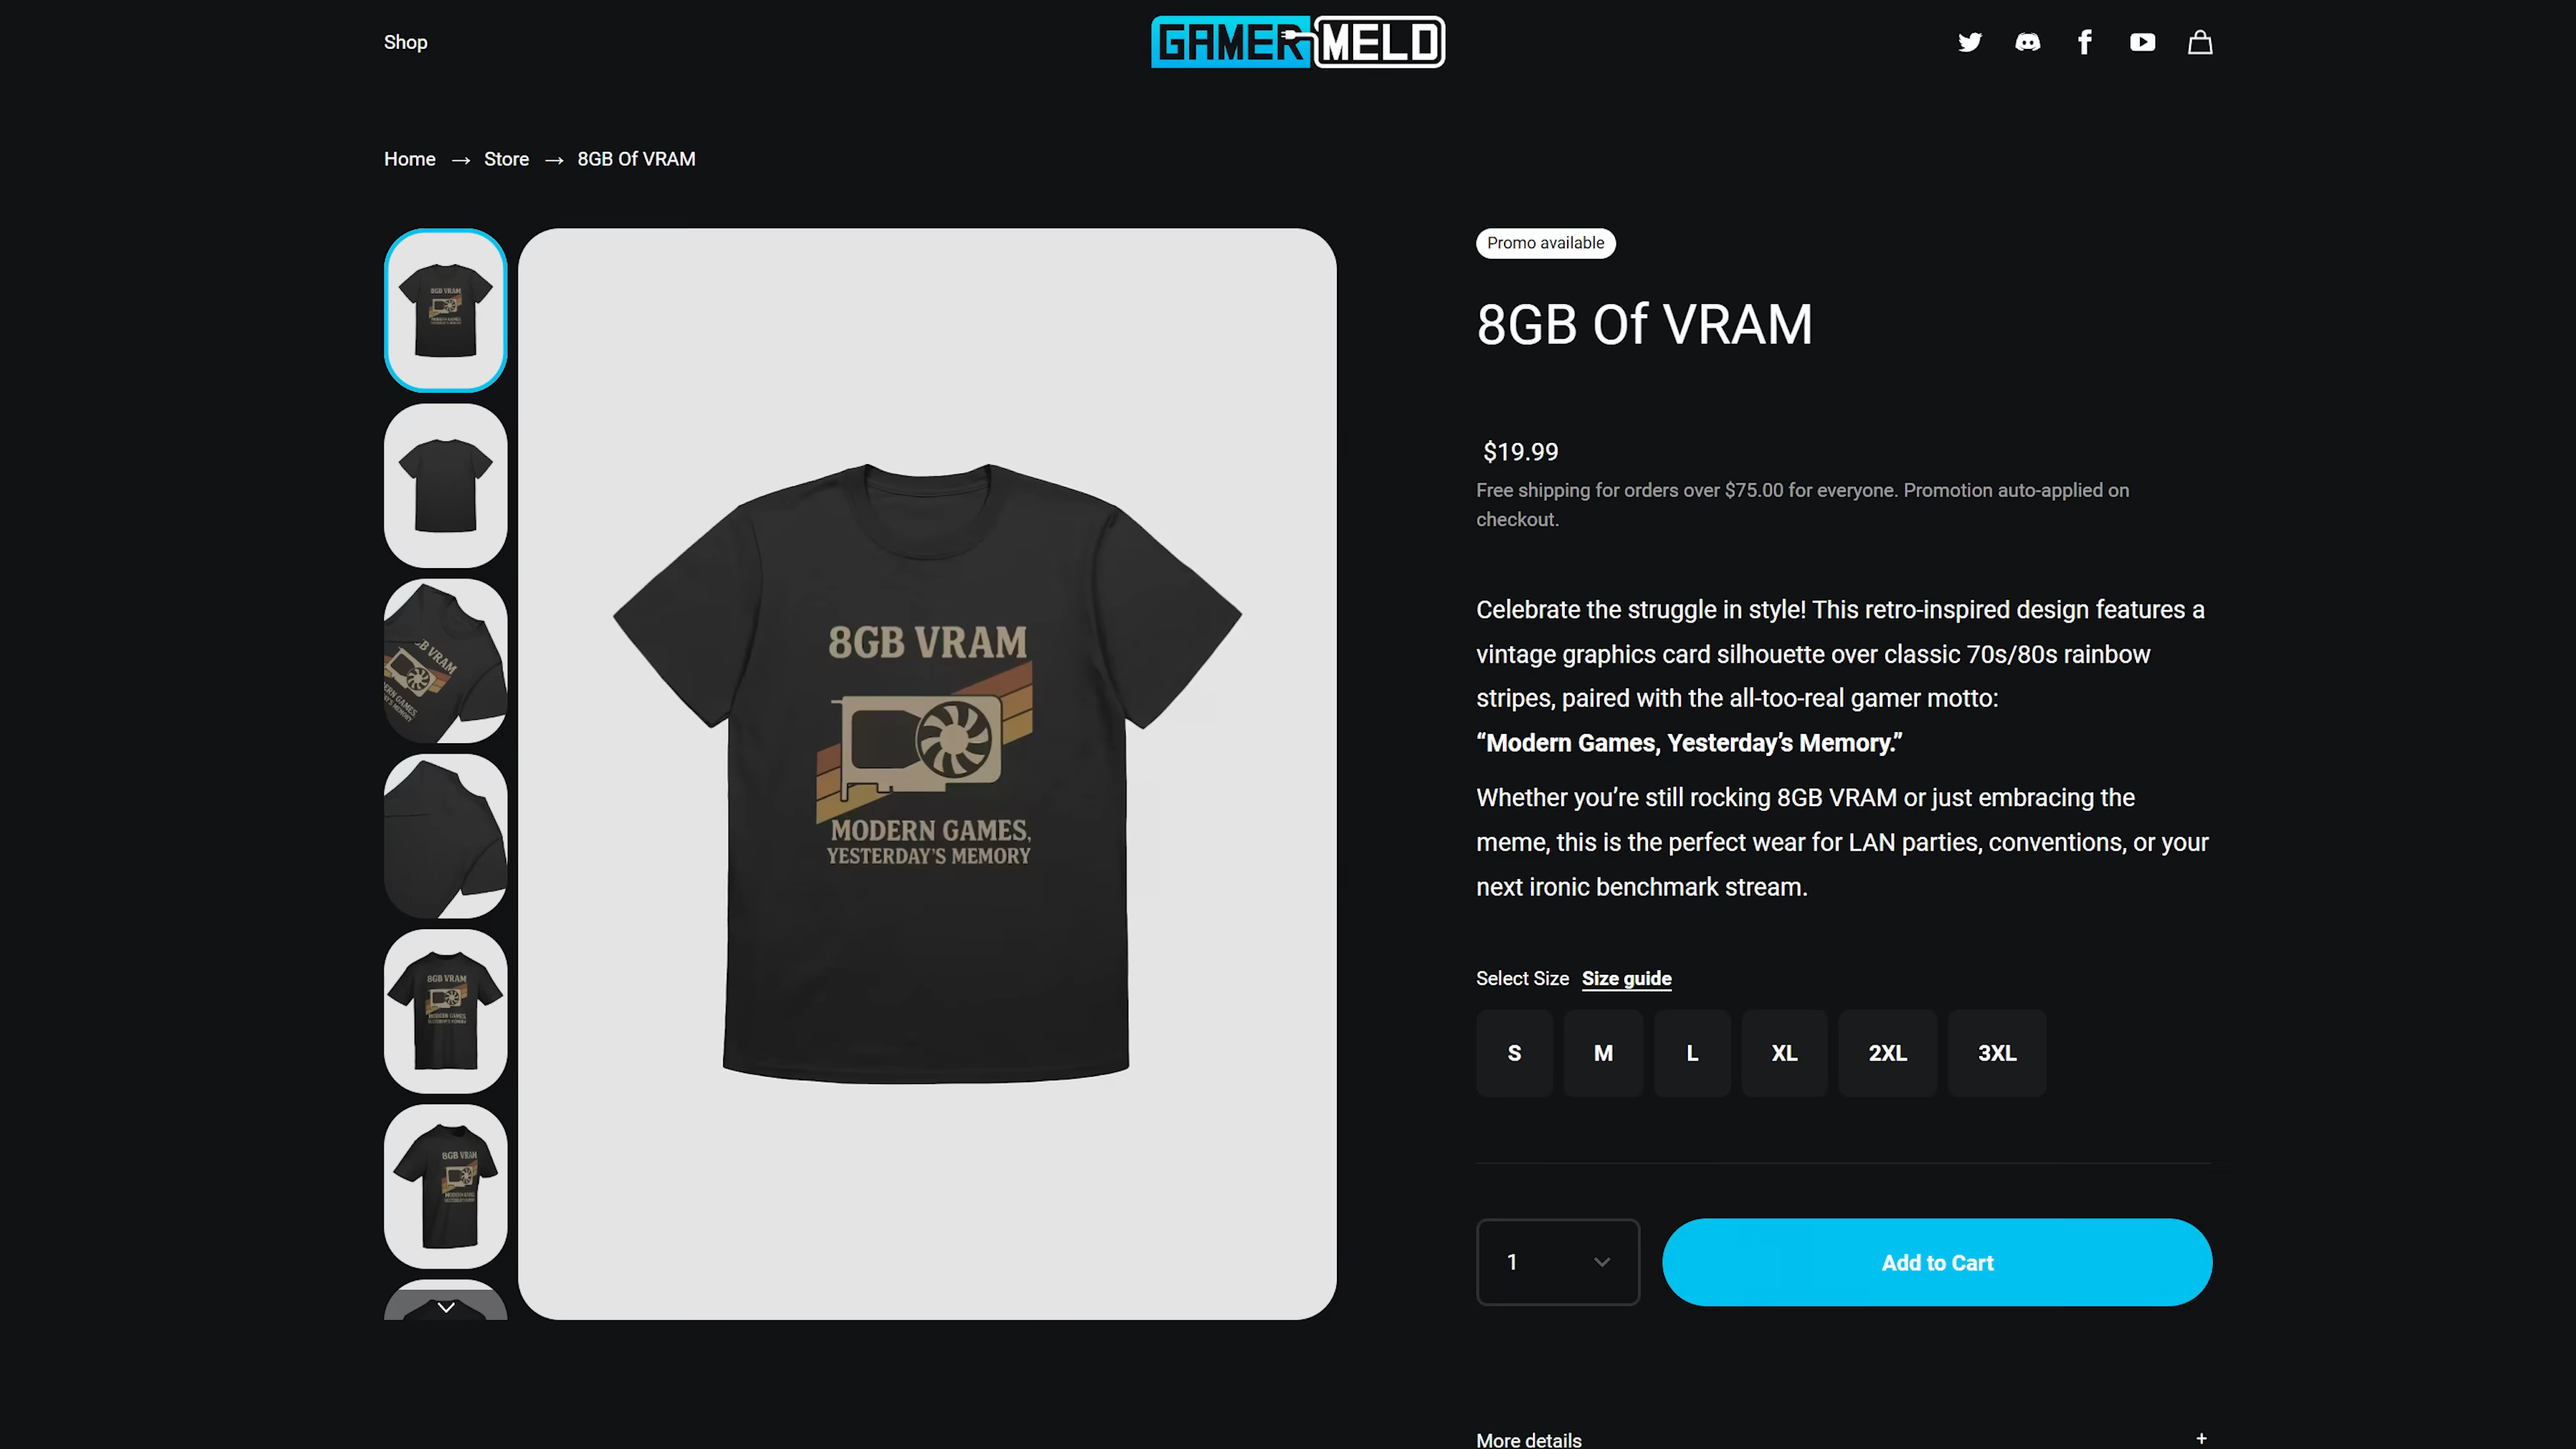 Shop
GAMER MELD
Home → Store → 8GB Of VRAM
8GB VRAM
MODERN GAMES,
YESTERDAY'S MEMORY
Promo available
8GB Of VRAM
$19.99
Free shipping for orders over $75.00 for everyone. Promotion auto-applied on
checkout.
Celebrate the struggle in style! This retro-inspired design features a
vintage graphics card silhouette over classic 70s/80s rainbow
stripes, paired with the all-too-real gamer motto:
“Modern Games, Yesterday’s Memory.”
Whether you’re still rocking 8GB VRAM or just embracing the
meme, this is the perfect wear for LAN parties, conventions, or your
next ironic benchmark stream.
Select Size Size guide
S M L XL 2XL 3XL
1
Add to Cart
More details +